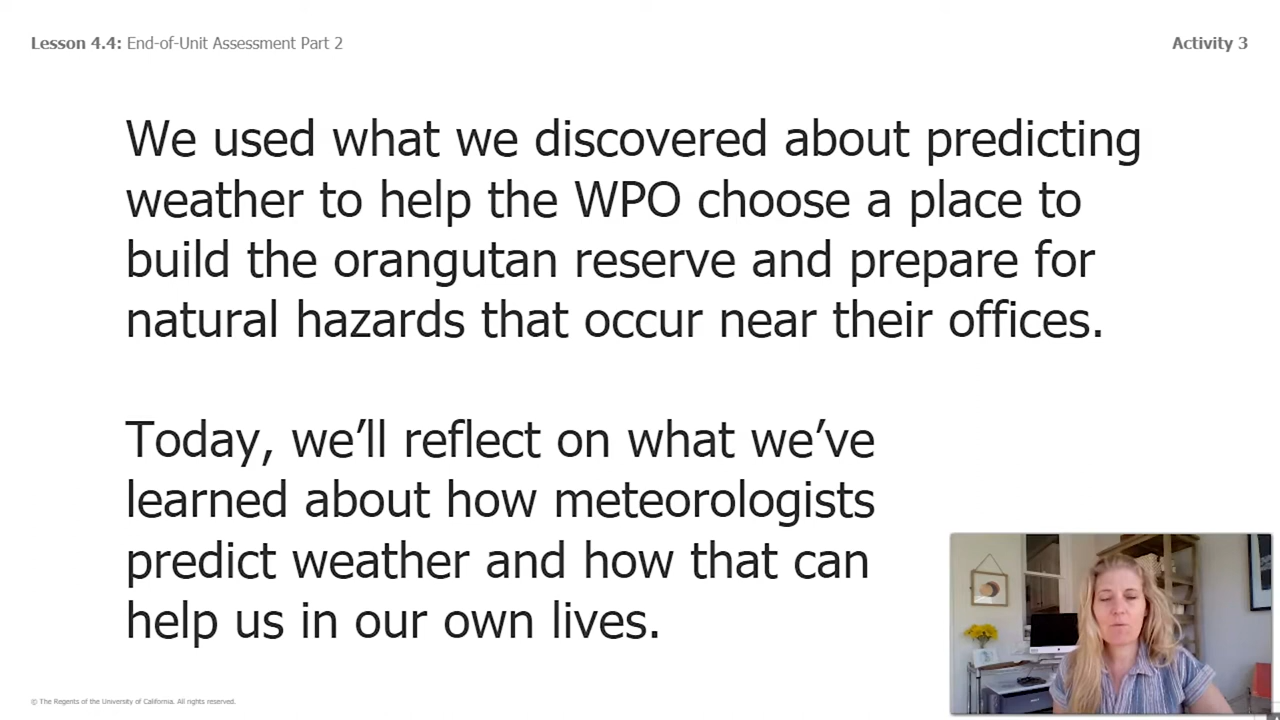 Lesson 4.4: End-of-Unit Assessment Part 2
Activity 3
We used what we discovered about predicting
weather to help the WPO choose a place to
build the orangutan reserve and prepare for
natural hazards that occur near their offices.
Today, we’ll reflect on what we’ve
learned about how meteorologists
predict weather and how that can
help us in our own lives.
© The Regents of the University of California. All rights reserved.